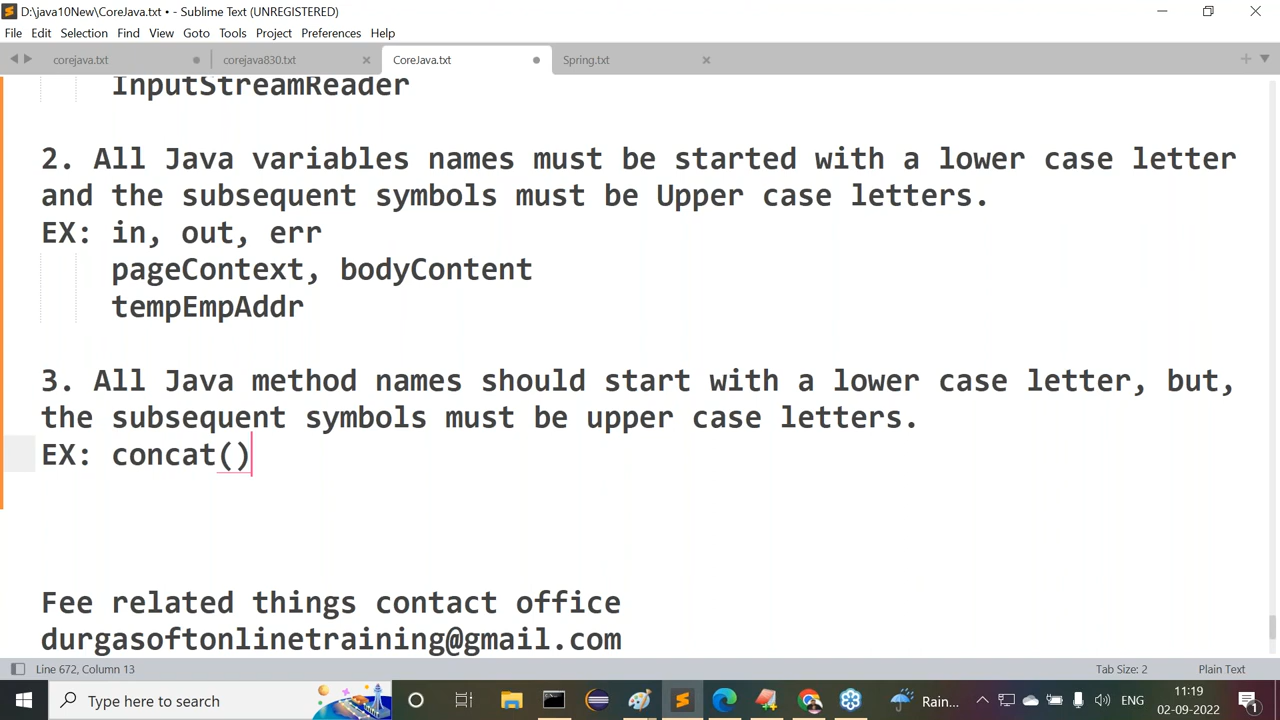 D:\java10New\CoreJava.txt • - Sublime Text (UNREGISTERED)
File Edit Selection Find View Goto Tools Project Preferences Help
corejava.txt corejava830.txt CoreJava.txt Spring.txt
InputStreamReader
2. All Java variables names must be started with a lower case letter
and the subsequent symbols must be Upper case letters.
EX: in, out, err
pageContext, bodyContent
tempEmpAddr
3. All Java method names should start with a lower case letter, but,
the subsequent symbols must be upper case letters.
EX: concat()
Fee related things contact office
durgasoftonlinetraining@gmail.com
Line 672, Column 13 Tab Size: 2 Plain Text
Type here to search Rain... ENG 11:19
02-09-2022 1